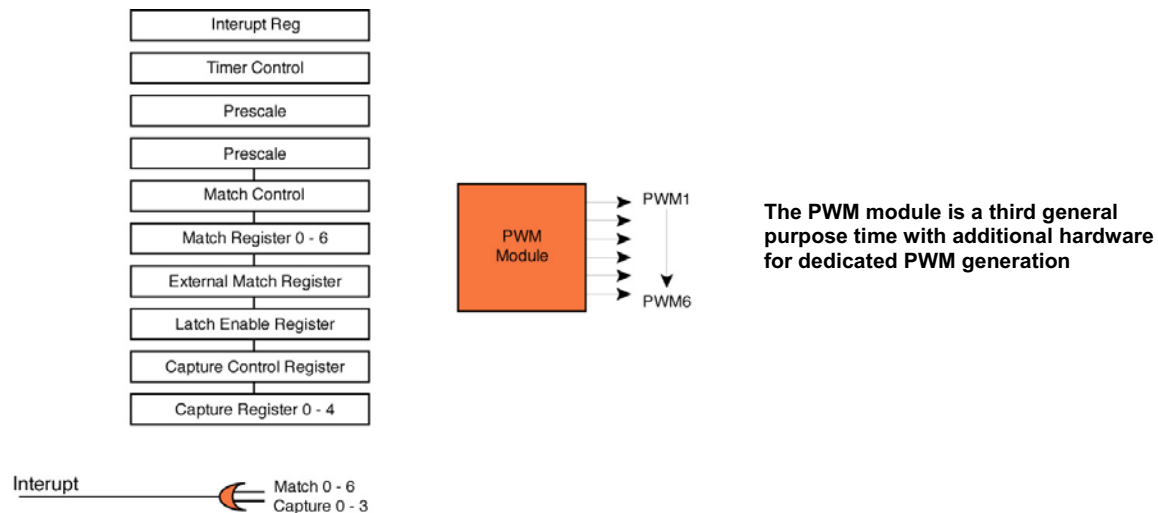 Interupt Reg
Timer Control
Prescale
Prescale
Match Control
Match Register 0 - 6
External Match Register
Latch Enable Register
Capture Control Register
Capture Register 0 - 4
PWM
Module
PWM1
PWM6
The PWM module is a third general
purpose time with additional hardware
for dedicated PWM generation
Interupt
Match 0 - 6
Capture 0 - 3